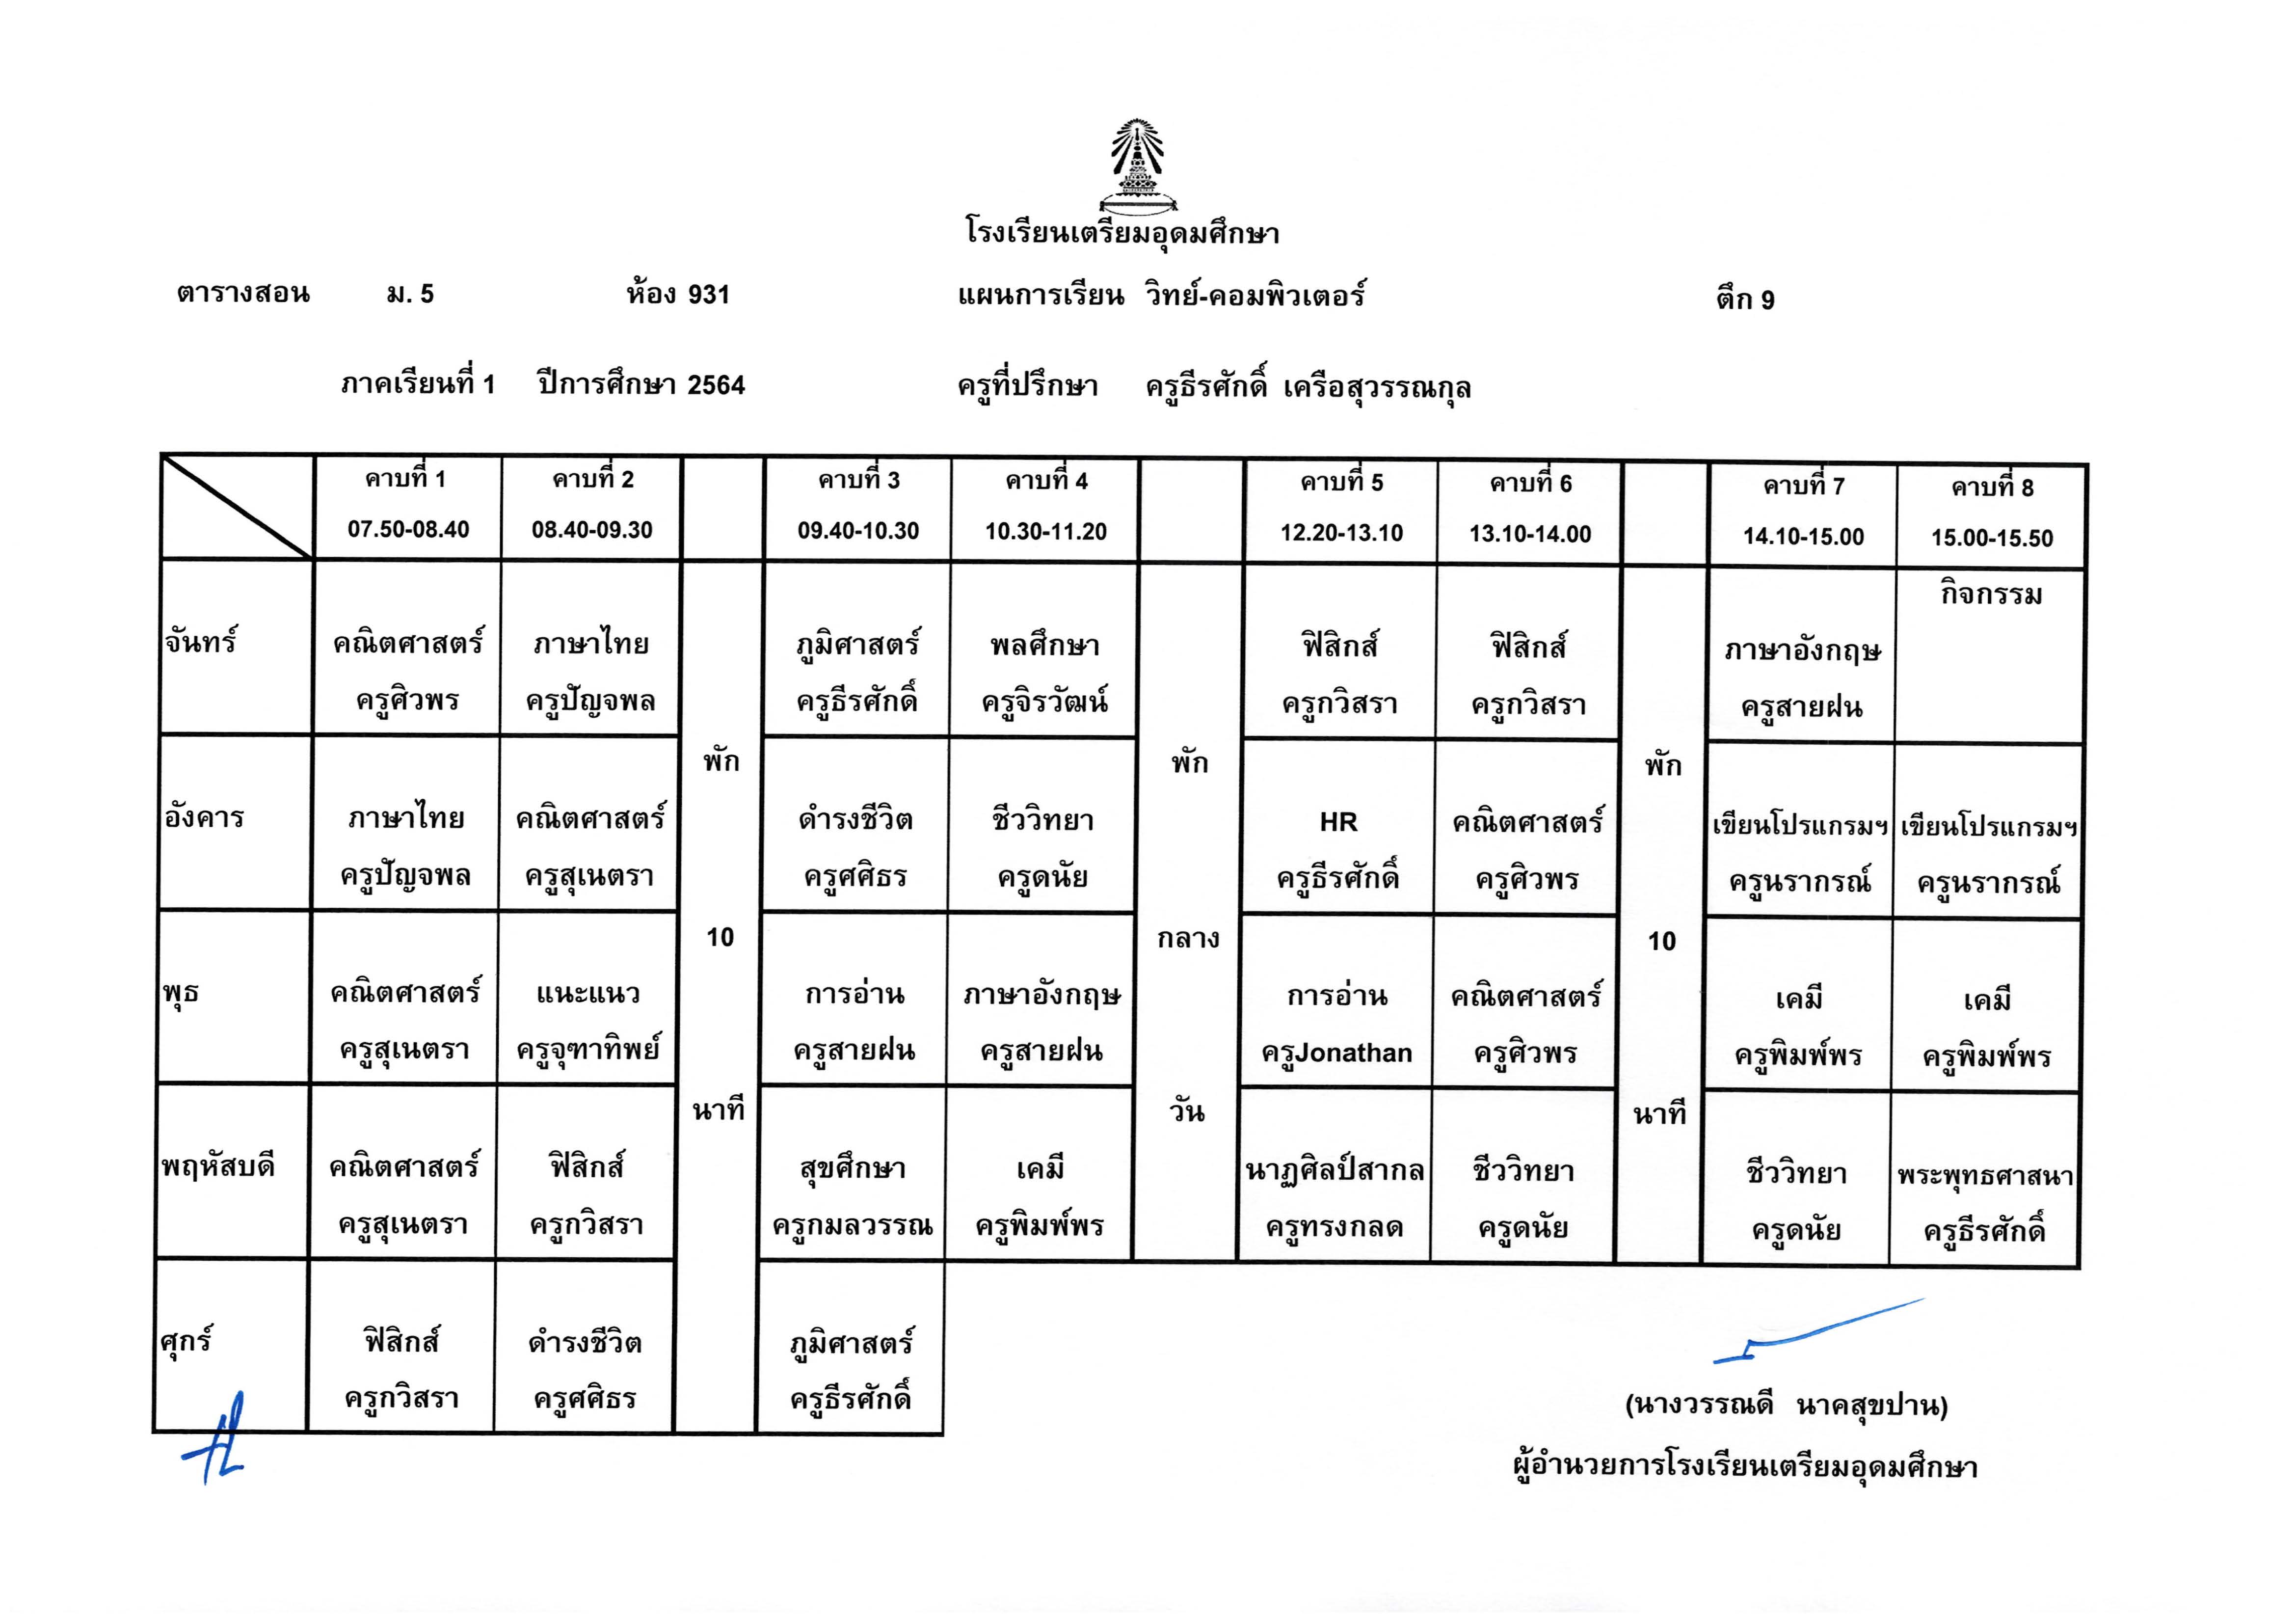 โรงเรียนเตรียมอุดมศึกษา
ตารางสอน ม. 5 ห้อง 931 แผนการเรียน วิทย์-คอมพิวเตอร์ ตึก 9
ภาคเรียนที่ 1 ปีการศึกษา 2564 ครูที่ปรึกษา ครูธีรศักดิ์ เครือสุวรรณกุล
คาบที่ 1 คาบที่ 2 คาบที่ 3 คาบที่ 4 คาบที่ 5 คาบที่ 6 คาบที่ 7 คาบที่ 8
07.50-08.40 08.40-09.30 09.40-10.30 10.30-11.20 12.20-13.10 13.10-14.00 14.10-15.00 15.00-15.50
กิจกรรม
จันทร์ คณิตศาสตร์ ภาษาไทย ภูมิศาสตร์ พลศึกษา ฟิสิกส์ ฟิสิกส์ ภาษาอังกฤษ
ครูศิวพร ครูปัญจพล ครูธีรศักดิ์ ครูจิรวัฒน์ ครูกวิสรา ครูกวิสรา ครูสายฝน
พัก พัก พัก
อังคาร ภาษาไทย คณิตศาสตร์ ดำรงชีวิต ชีววิทยา HR คณิตศาสตร์ เขียนโปรแกรมฯ เขียนโปรแกรมฯ
ครูปัญจพล ครูสุเนตรา ครูศศิธร ครูดนัย ครูธีรศักดิ์ ครูศิวพร ครูนรากรณ์ ครูนรากรณ์
10 กลาง 10
พุธ คณิตศาสตร์ แนะแนว การอ่าน ภาษาอังกฤษ การอ่าน คณิตศาสตร์ เคมี เคมี
ครูสุเนตรา ครูจุฑาทิพย์ ครูสายฝน ครูสายฝน ครูJonathan ครูศิวพร ครูพิมพ์พร ครูพิมพ์พร
นาที วัน นาที
พฤหัสบดี คณิตศาสตร์ ฟิสิกส์ สุขศึกษา เคมี นาฏศิลป์สากล ชีววิทยา ชีววิทยา พระพุทธศาสนา
ครูสุเนตรา ครูกวิสรา ครูกมลวรรณ ครูพิมพ์พร ครูทรงกลด ครูดนัย ครูดนัย ครูธีรศักดิ์
ศุกร์ ฟิสิกส์ ดำรงชีวิต ภูมิศาสตร์
ครูกวิสรา ครูศศิธร ครูธีรศักดิ์
(นางวรรณดี นาคสุขปาน)
ผู้อำนวยการโรงเรียนเตรียมอุดมศึกษา